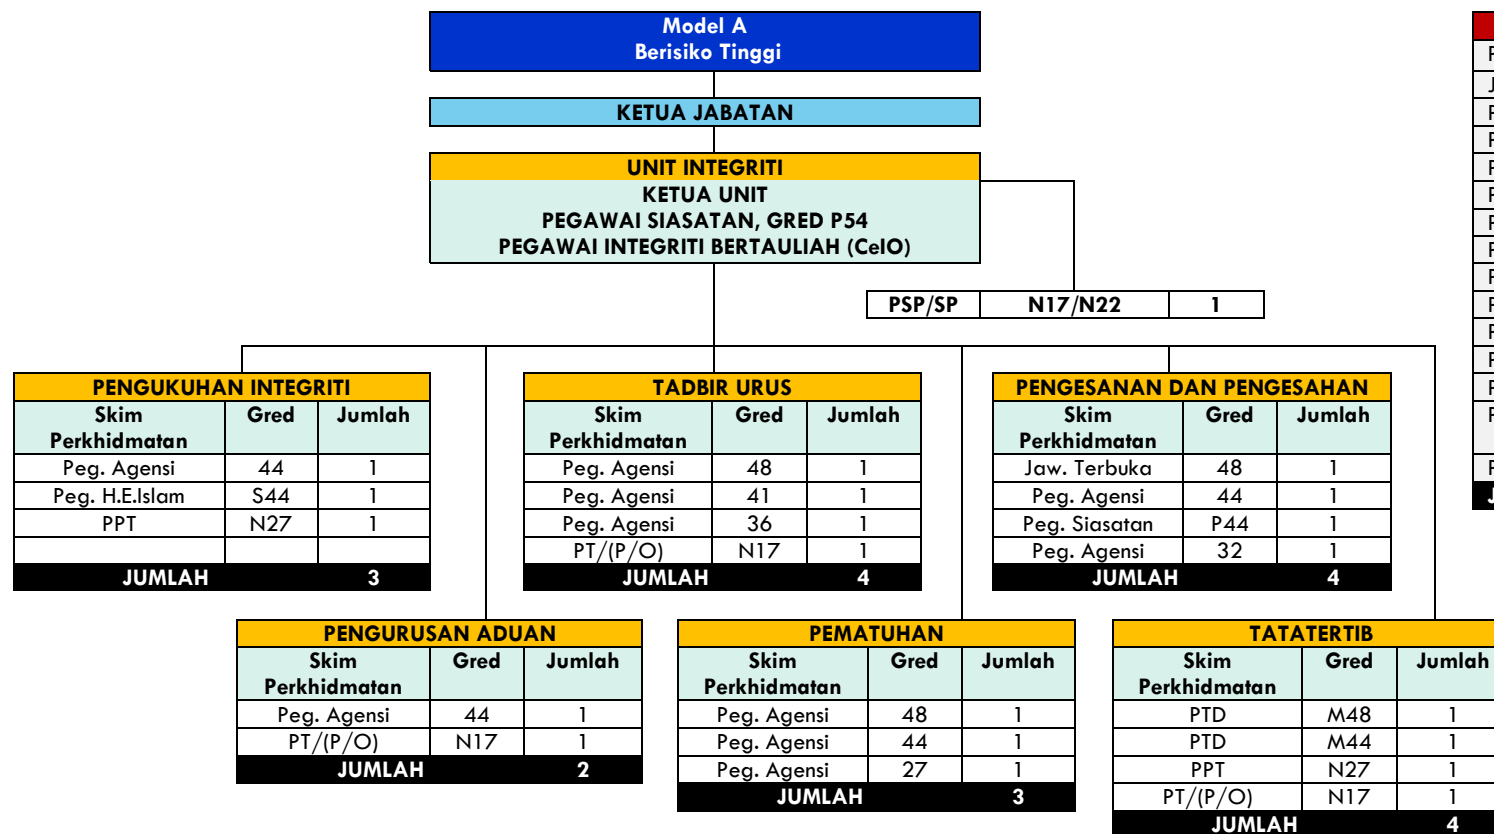 Model A
Berisiko Tinggi
KETUA JABATAN
UNIT INTEGRITI
KETUA UNIT
PEGAWAI SIASATAN, GRED P54
PEGAWAI INTEGRITI BERTAULIAH (CeIO)
PSP/SP N17/N22 1
PENGUKUHAN INTEGRITI
Skim Gred Jumlah
Perkhidmatan
Peg. Agensi 44 1
Peg. H.E.Islam S44 1
PPT N27 1
JUMLAH 3
TADBIR URUS
Skim Gred Jumlah
Perkhidmatan
Peg. Agensi 48 1
Peg. Agensi 41 1
Peg. Agensi 36 1
PT/(P/O) N17 1
JUMLAH 4
PENGESANAN DAN PENGESAHAN
Skim Gred Jumlah
Perkhidmatan
Jaw. Terbuka 48 1
Peg. Agensi 44 1
Peg. Siasatan P44 1
Peg. Agensi 32 1
JUMLAH 4
PENGURUSAN ADUAN
Skim Gred Jumlah
Perkhidmatan
Peg. Agensi 44 1
PT/(P/O) N17 1
JUMLAH 2
PEMATUHAN
Skim Gred Jumlah
Perkhidmatan
Peg. Agensi 48 1
Peg. Agensi 44 1
Peg. Agensi 27 1
JUMLAH 3
TATATERTIB
Skim Gred Jumlah
Perkhidmatan
PTD M48 1
PTD M44 1
PPT N27 1
PT/(P/O) N17 1
JUMLAH 4